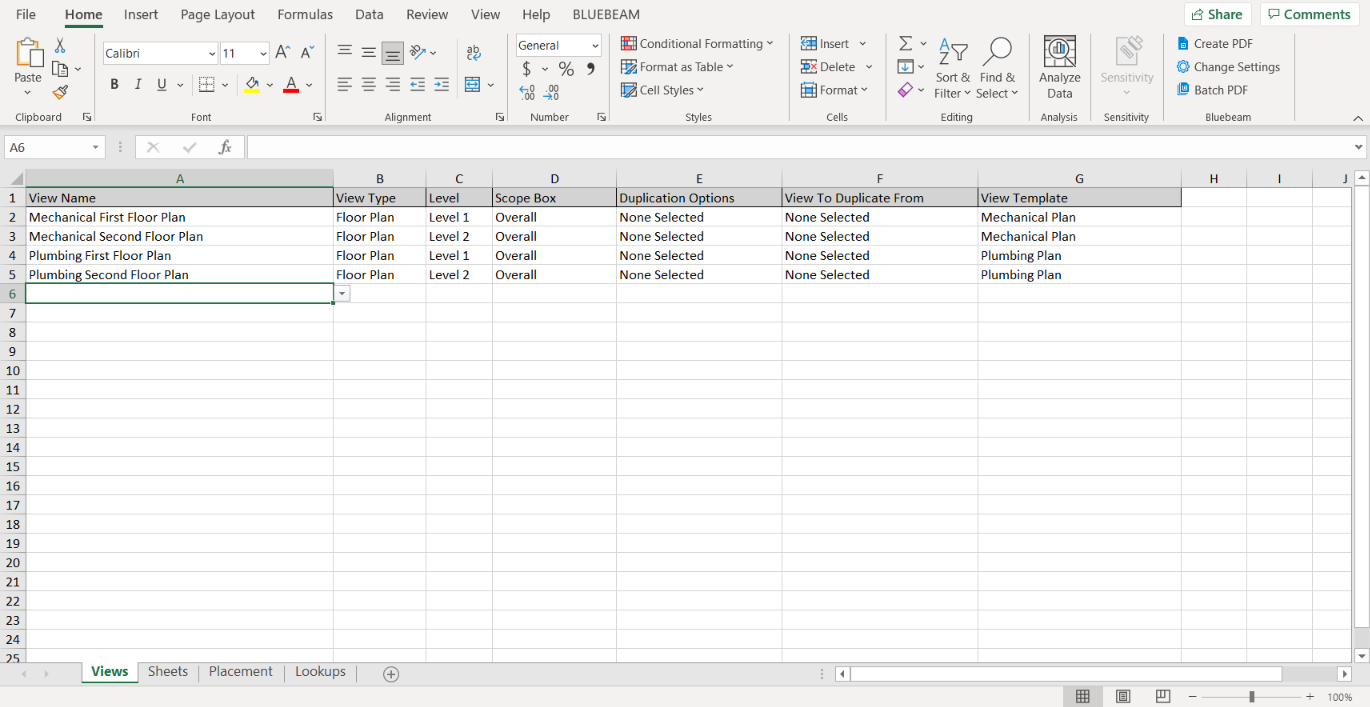 File Home Insert Page Layout Formulas Data Review View Help BLUEBEAM Share Comments
Calibri 11 General Conditional Formatting Insert Create PDF
Paste B I U $ % Format as Table Delete Sort & Filter Find & Select Analyze Data Sensitivity Change Settings
Cell Styles Format Batch PDF
Clipboard Font Alignment Number Styles Cells Editing Analysis Sensitivity Bluebeam
A6 fx
A B C D E F G H I J
1 View Name View Type Level Scope Box Duplication Options View To Duplicate From View Template
2 Mechanical First Floor Plan Floor Plan Level 1 Overall None Selected None Selected Mechanical Plan
3 Mechanical Second Floor Plan Floor Plan Level 2 Overall None Selected None Selected Mechanical Plan
4 Plumbing First Floor Plan Floor Plan Level 1 Overall None Selected None Selected Plumbing Plan
5 Plumbing Second Floor Plan Floor Plan Level 2 Overall None Selected None Selected Plumbing Plan
6
7
8
9
10
11
12
13
14
15
16
17
18
19
20
21
22
23
24
25
Views Sheets Placement Lookups
100%